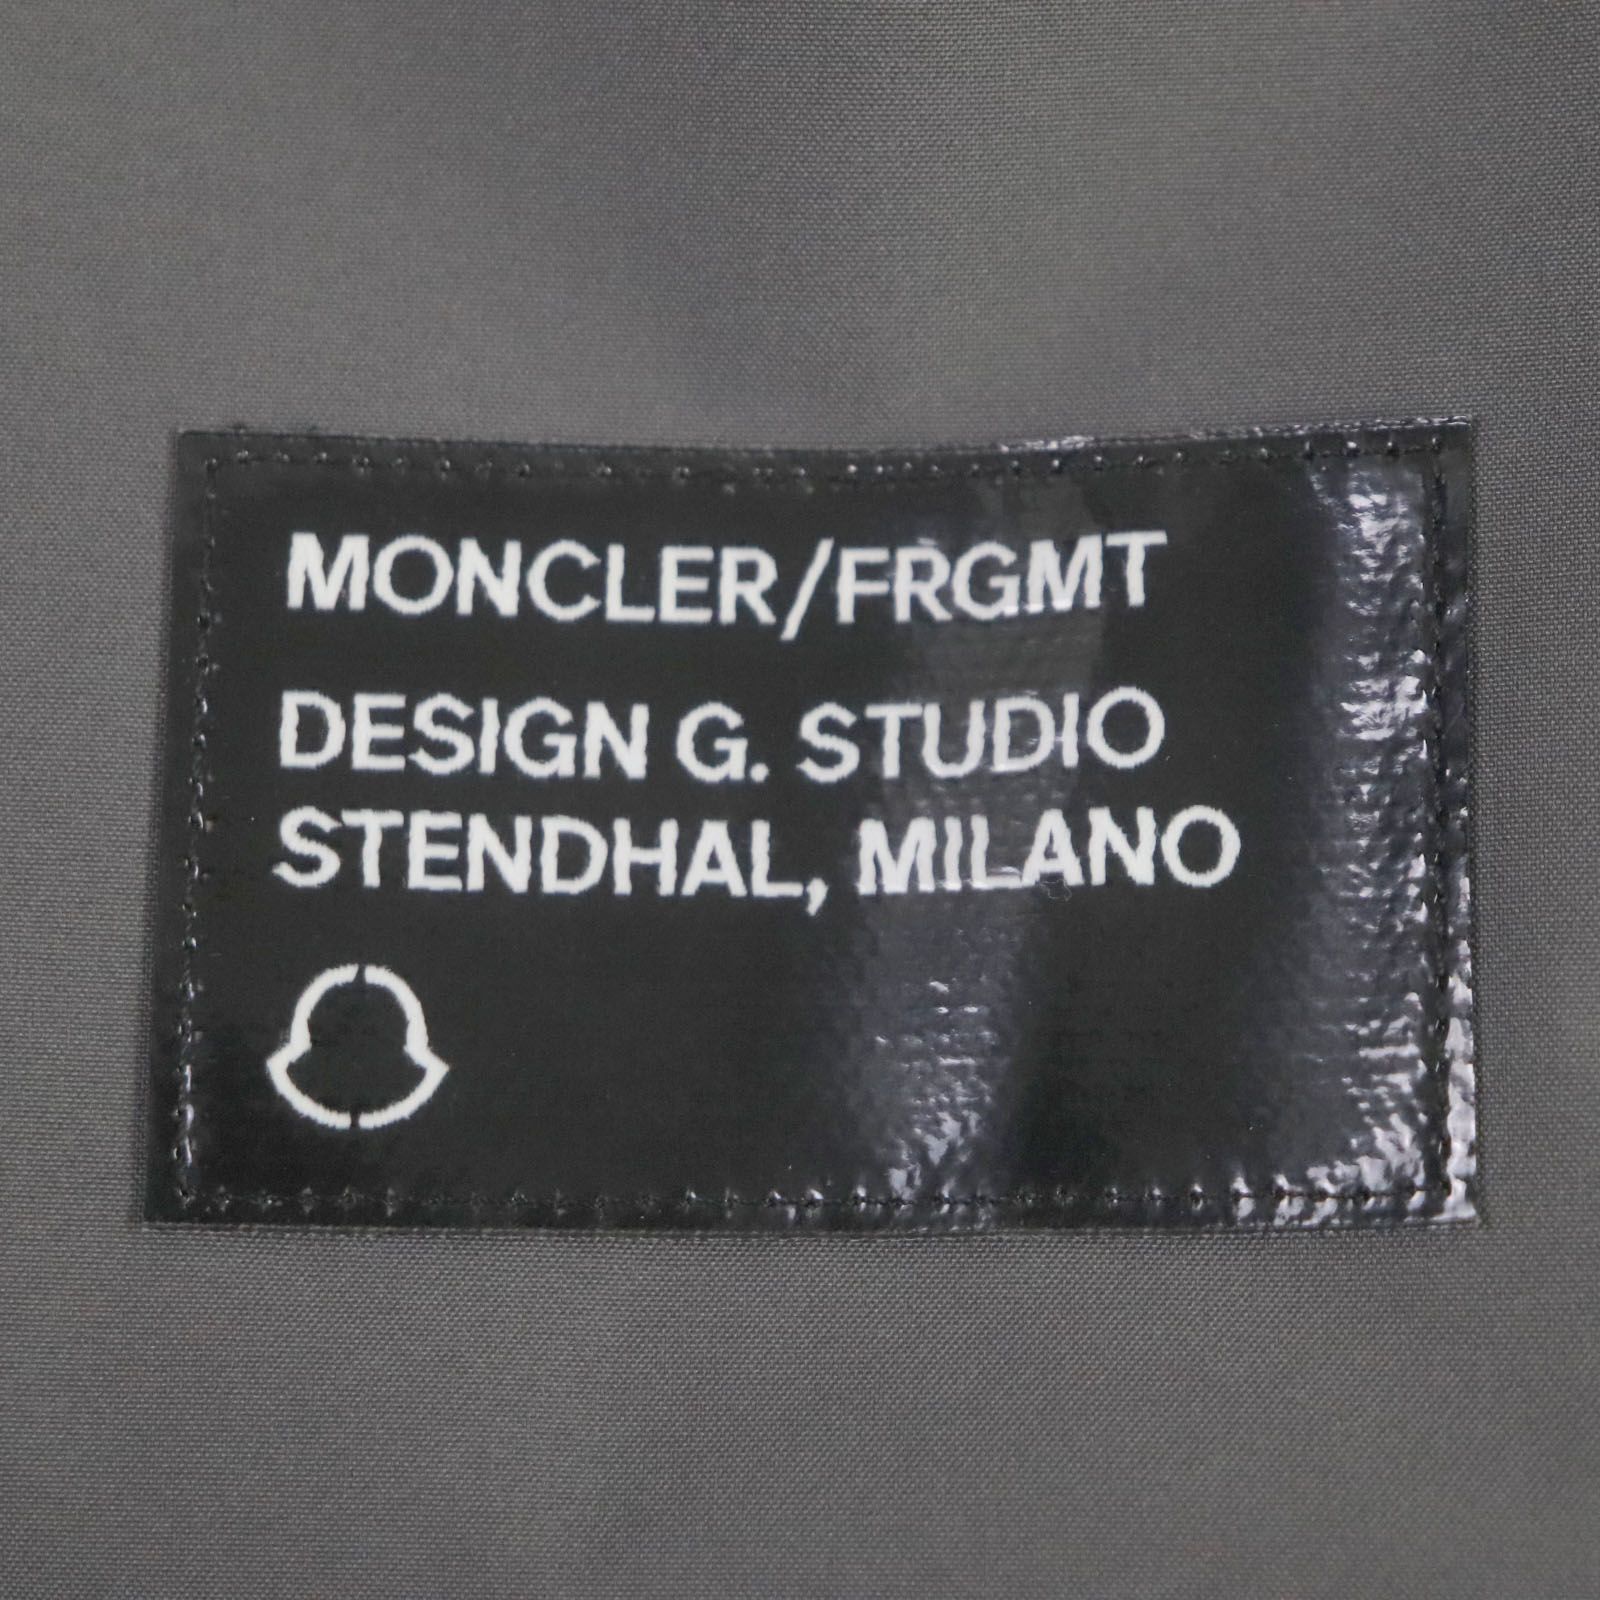 MONCLER/FRGMT
DESIGN G. STUDIO
STENDHAL, MILANO